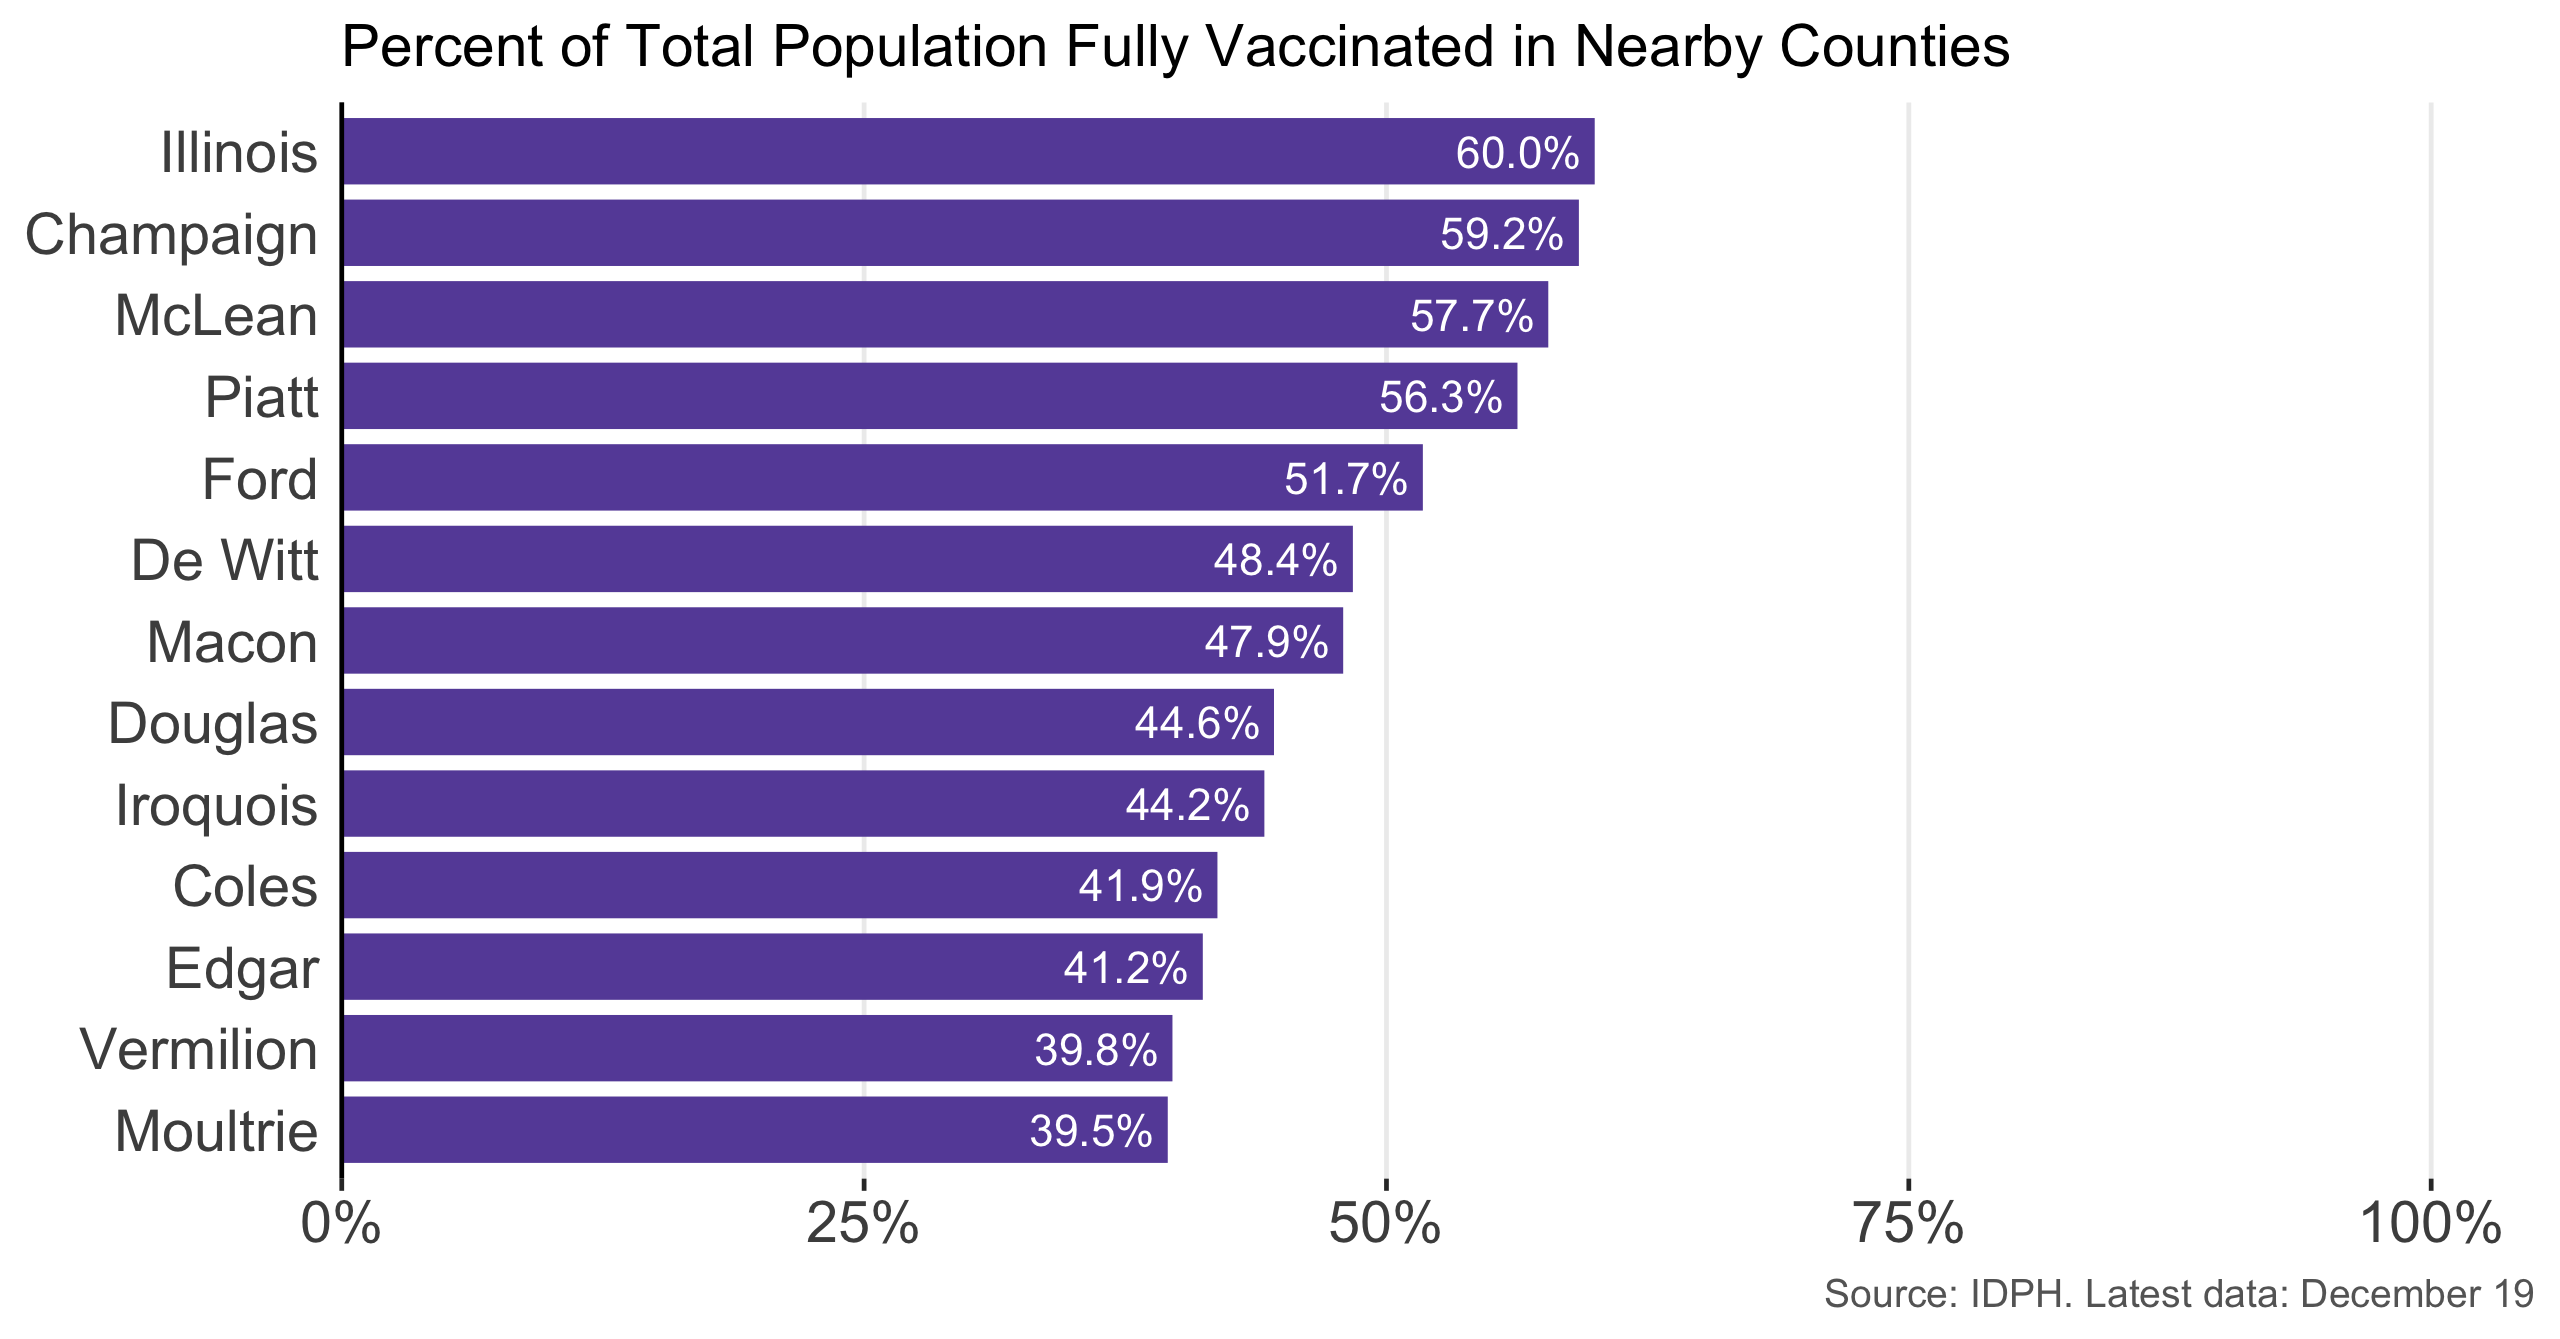 Percent of Total Population Fully Vaccinated in Nearby Counties
Illinois 60.0%
Champaign 59.2%
McLean 57.7%
Piatt 56.3%
Ford 51.7%
De Witt 48.4%
Macon 47.9%
Douglas 44.6%
Iroquois 44.2%
Coles 41.9%
Edgar 41.2%
Vermilion 39.8%
Moultrie 39.5%
0% 25% 50% 75% 100%
Source: IDPH. Latest data: December 19